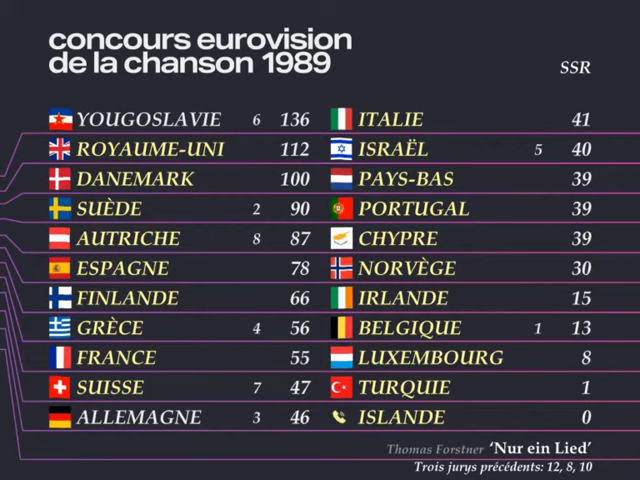 concours eurovision
de la chanson 1989
SSR
YOUGOSLAVIE 6 136
ROYAUME-UNI 112
DANEMARK 100
SUÈDE 2 90
AUTRICHE 8 87
ESPAGNE 78
FINLANDE 66
GRÈCE 4 56
FRANCE 55
SUISSE 7 47
ALLEMAGNE 3 46
ITALIE 41
ISRAËL 5 40
PAYS-BAS 39
PORTUGAL 39
CHYPRE 39
NORVÈGE 30
IRLANDE 15
BELGIQUE 1 13
LUXEMBOURG 8
TURQUIE 1
ISLANDE 0
Thomas Forstner ‘Nur ein Lied’
Trois jurys précédents: 12, 8, 10